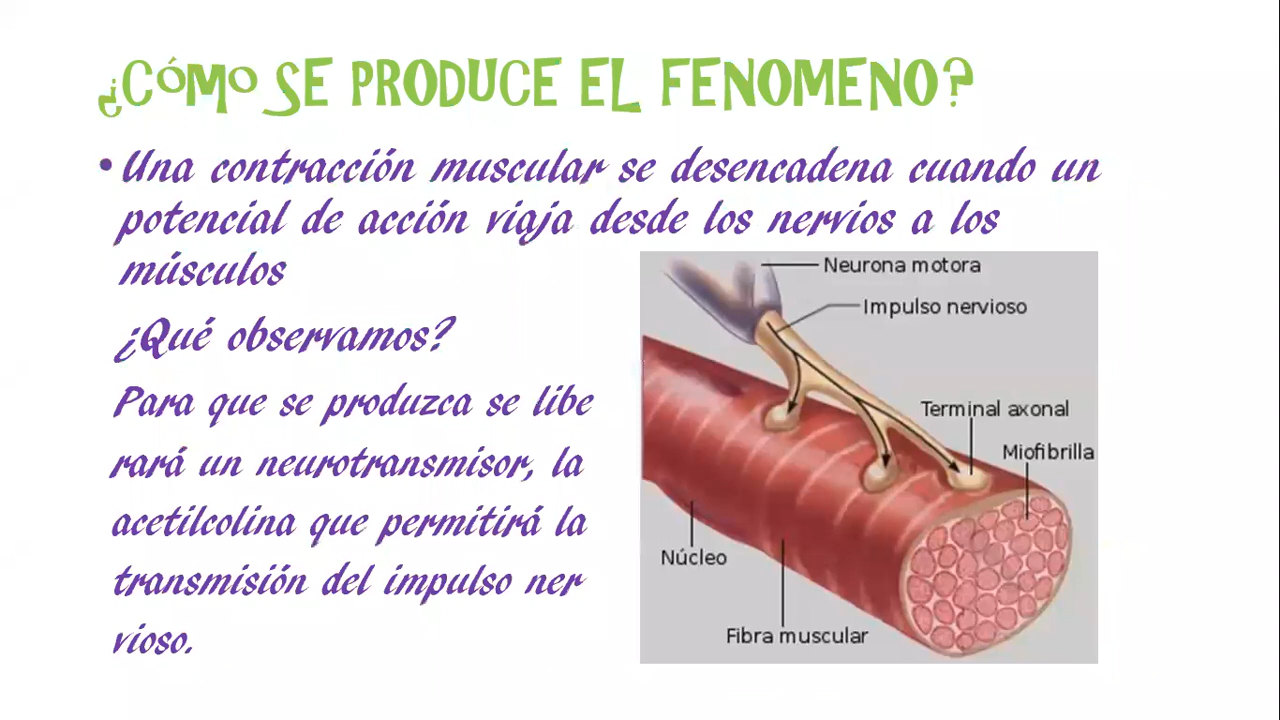 ¿CÓMO SE PRODUCE EL FENOMENO?
• Una contracción muscular se desencadena cuando un
potencial de acción viaja desde los nervios a los
músculos
¿Qué observamos?
Para que se produzca se libe
rará un neurotransmisor, la
acetilcolina que permitirá la
transmisión del impulso ner
vioso.
Neurona motora
Impulso nervioso
Terminal axonal
Miofibrilla
Núcleo
Fibra muscular